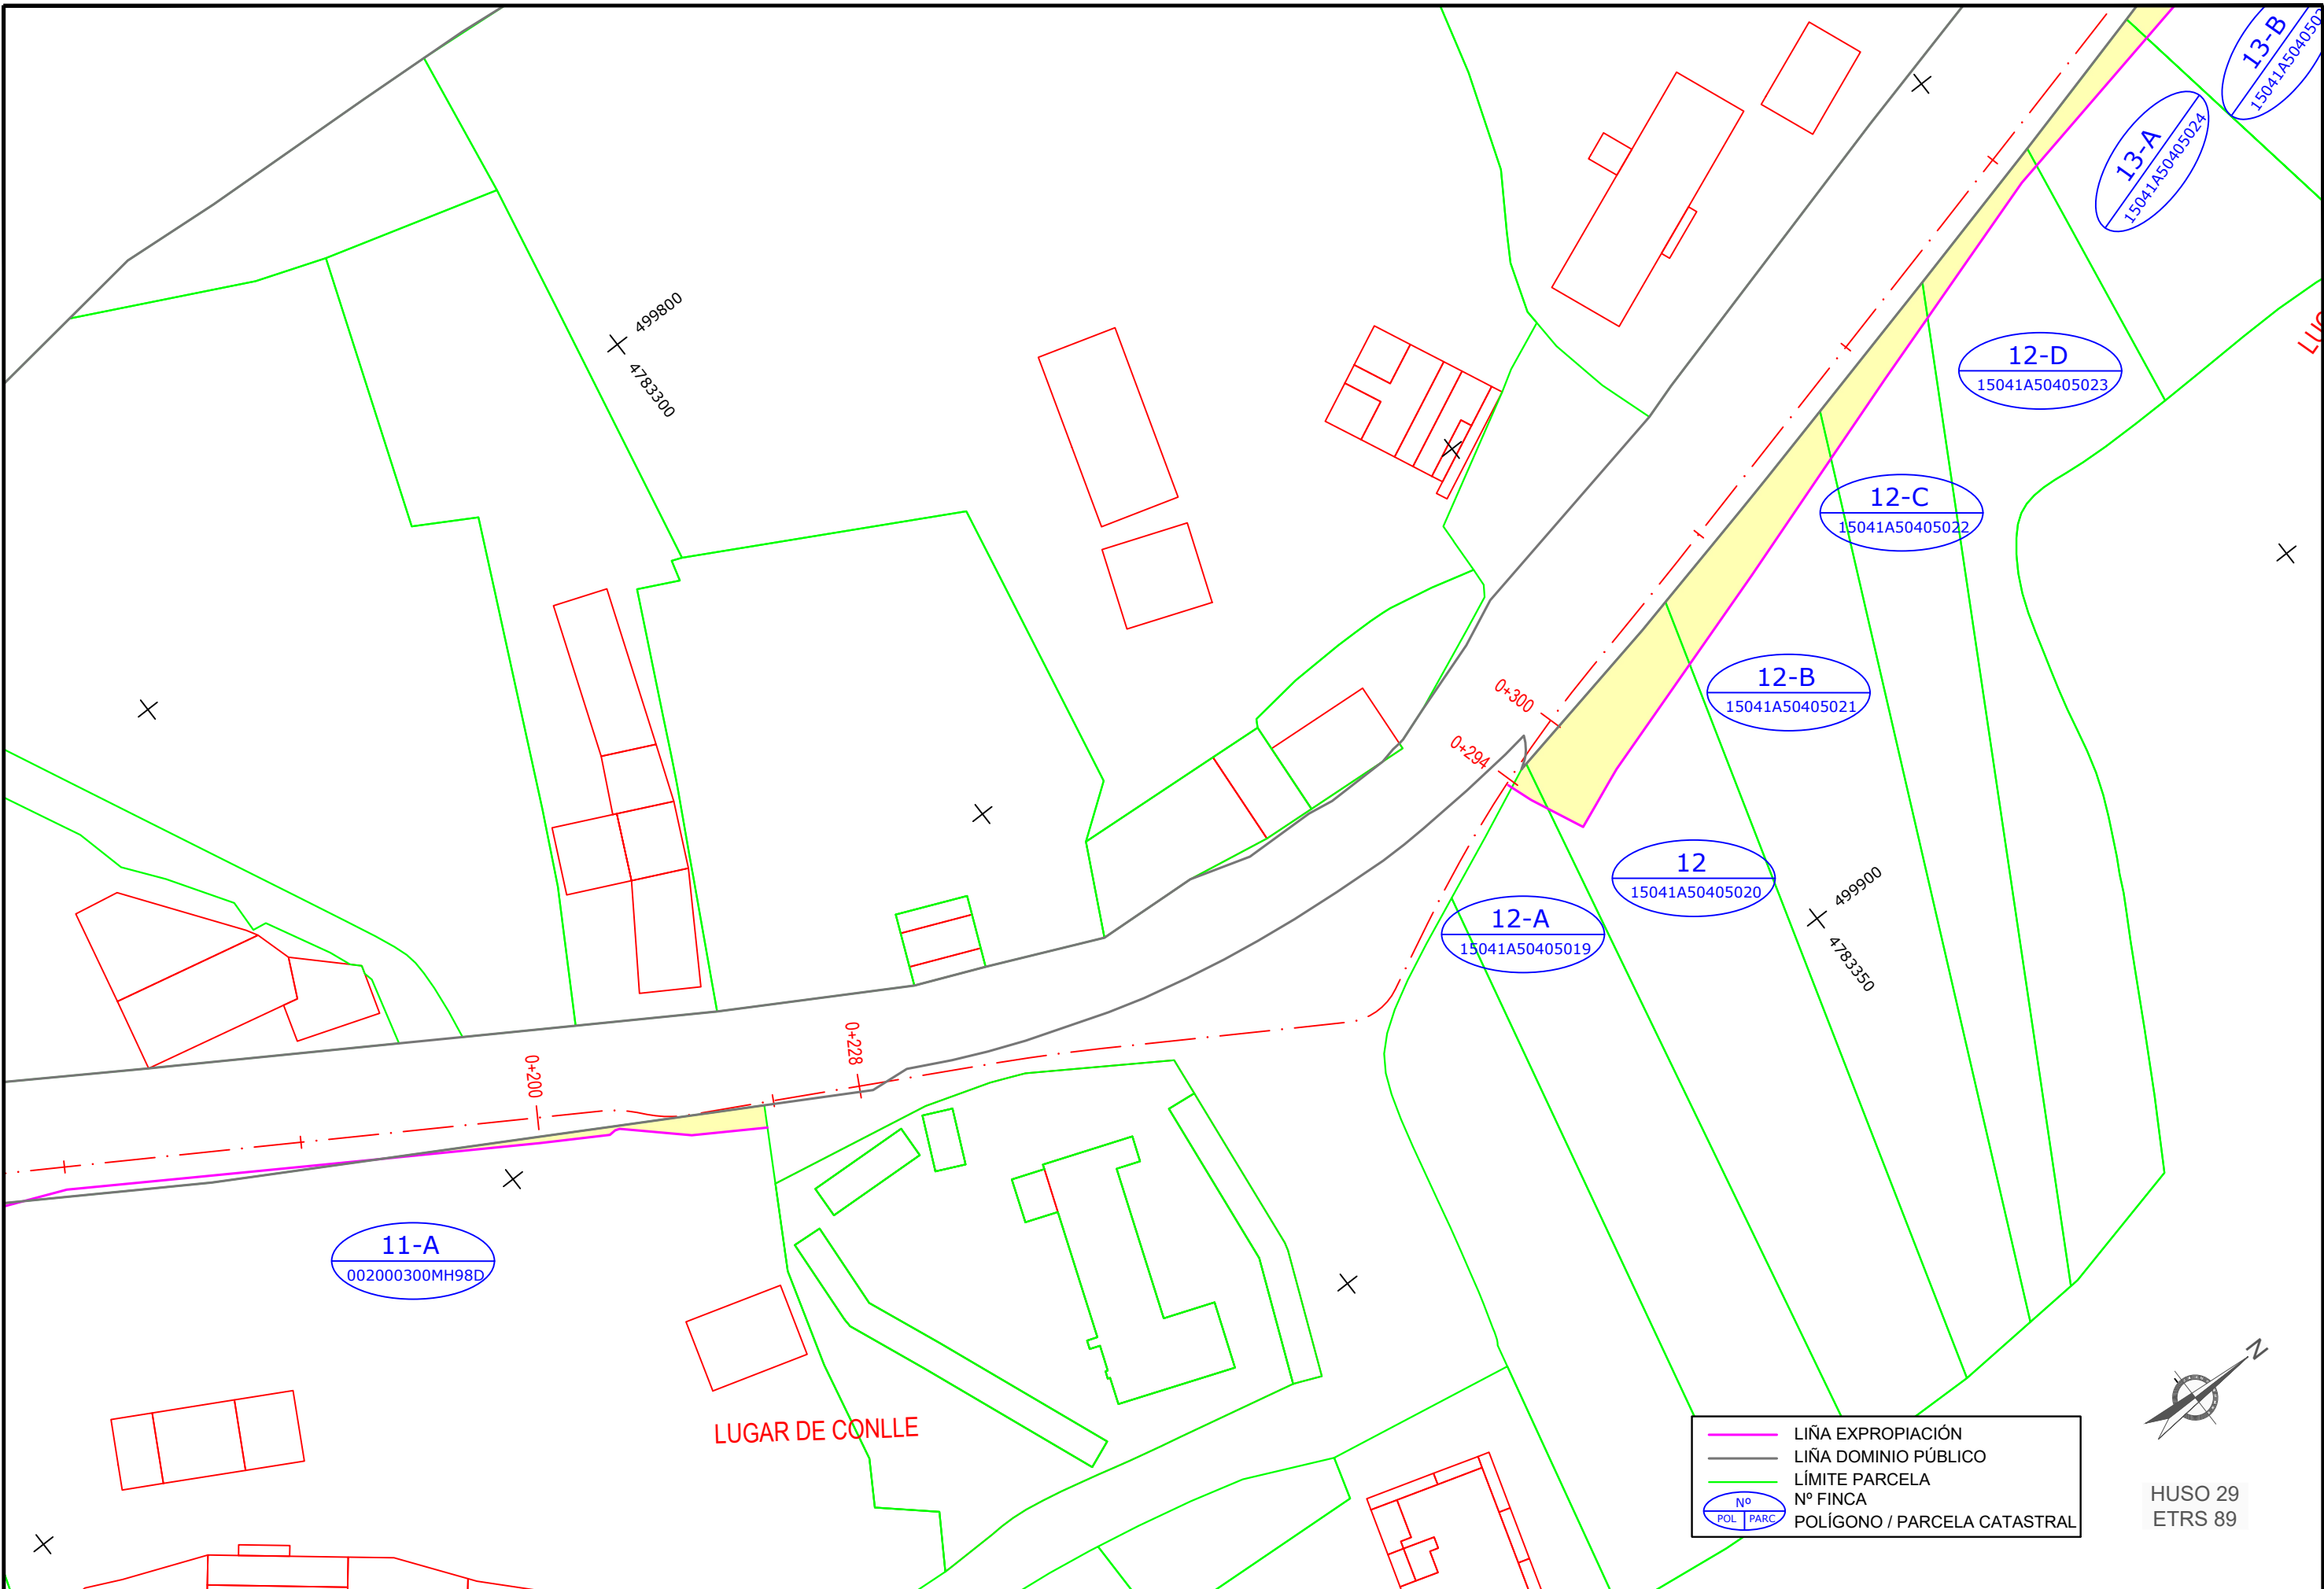 13-B
13-A
15041A50405024
499800
4783300
12-D
15041A50405023
12-C
15041A50405022
12-B
15041A50405021
0+300
0+294
12
15041A50405020
499900
4783350
12-A
15041A50405019
0+228
0+200
11-A
002000300MH98D
LUGAR DE CONLLE
N
LIÑA EXPROPIACIÓN
LIÑA DOMINIO PÚBLICO
LÍMITE PARCELA
Nº
Nº FINCA
POL PARC
POLÍGONO / PARCELA CATASTRAL
HUSO 29
ETRS 89